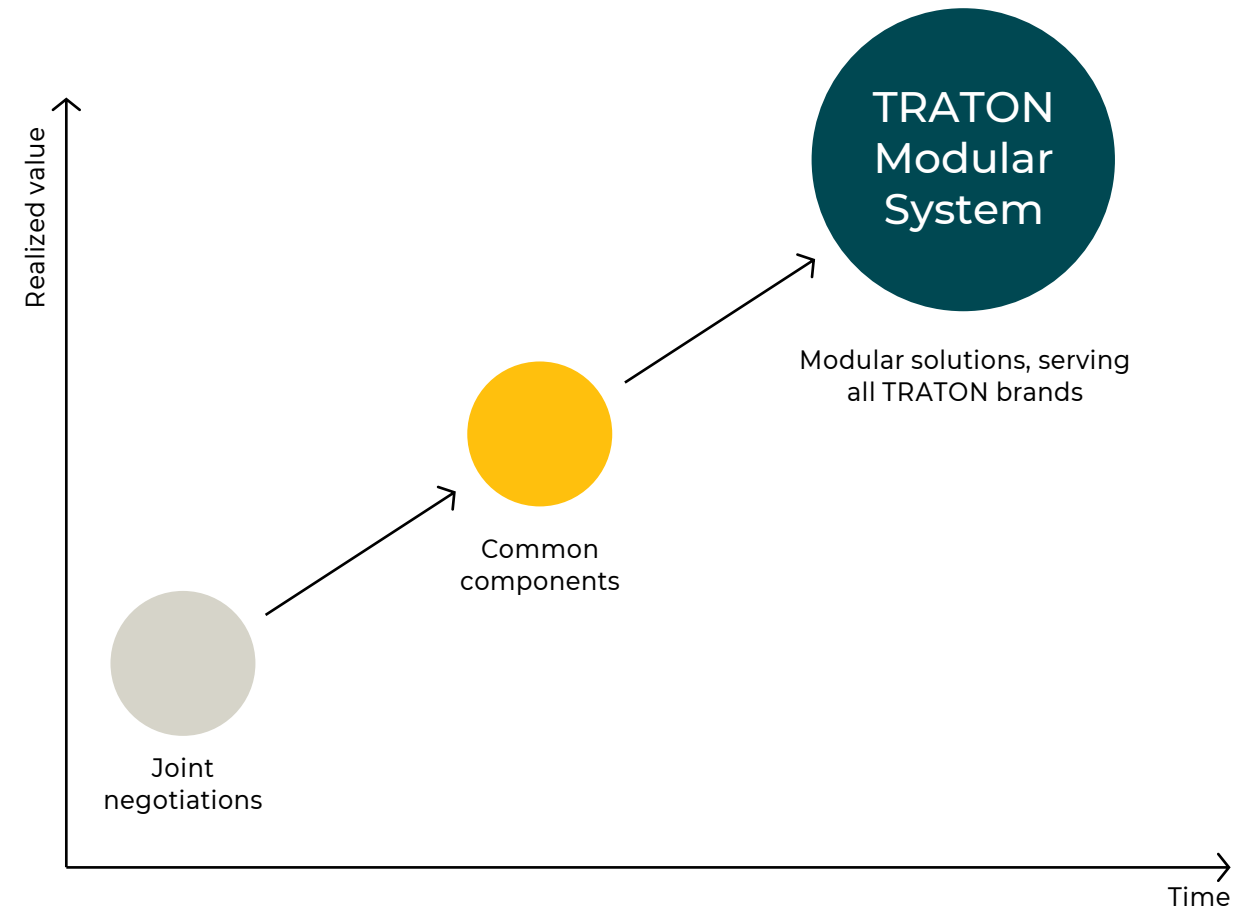 Realized value
TRATON
Modular
System
Modular solutions, serving
all TRATON brands
Common
components
Joint
negotiations
Time